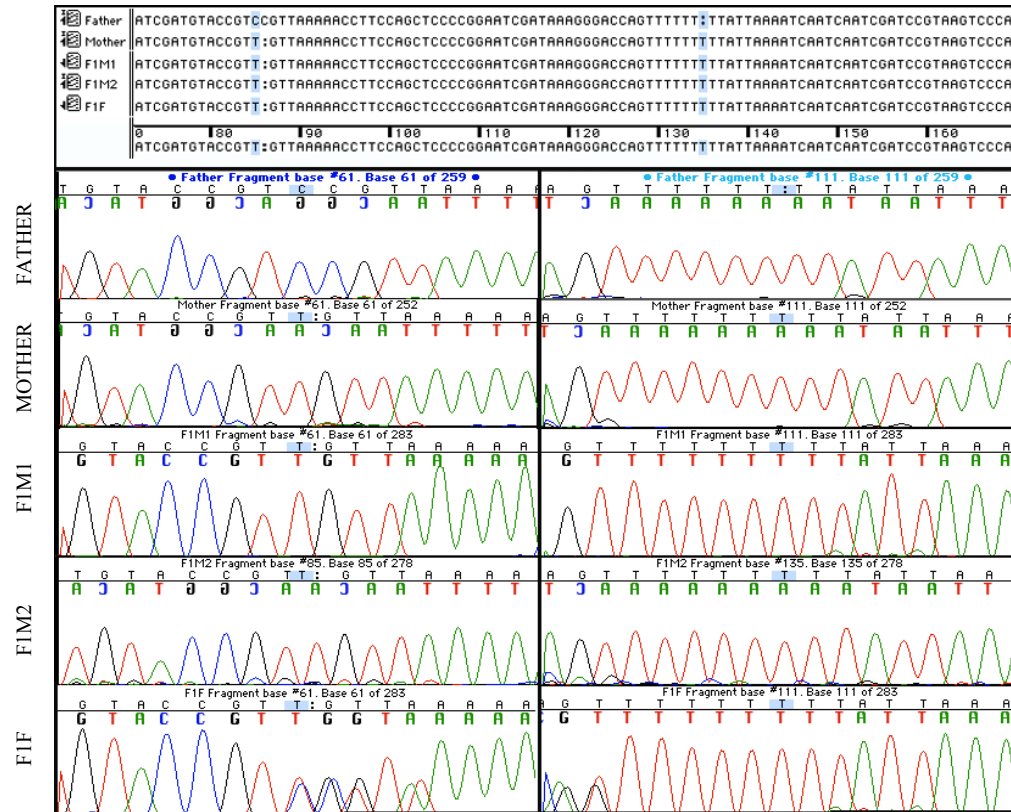 Father ATCGATGTACCGTCCGTTAAAAACCTTCCAGCTCCCCGGAATCGATAAAGGGACCAGTTTTTT:TTATTAAAATCAATCAATCGATCCGTAAGTCCCA
Mother ATCGATGTACCGTT:GTTAAAAACCTTCCAGCTCCCCGGAATCGATAAAGGGACCAGTTTTTTTTTATTAAAATCAATCAATCGATCCGTAAGTCCCA
F1M1 ATCGATGTACCGTT:GTTAAAAACCTTCCAGCTCCCCGGAATCGATAAAGGGACCAGTTTTTTTTTATTAAAATCAATCAATCGATCCGTAAGTCCCA
F1M2 ATCGATGTACCGTT:GTTAAAAACCTTCCAGCTCCCCGGAATCGATAAAGGGACCAGTTTTTTTTTATTAAAATCAATCAATCGATCCGTAAGTCCCA
F1F ATCGATGTACCGTT:GTTAAAAACCTTCCAGCTCCCCGGAATCGATAAAGGGACCAGTTTTTTTTTATTAAAATCAATCAATCGATCCGTAAGTCCCA
0 80 90 100 110 120 130 140 150 160
ATCGATGTACCGTT:GTTAAAAACCTTCCAGCTCCCCGGAATCGATAAAGGGACCAGTTTTTTTTTATTAAAATCAATCAATCGATCCGTAAGTCCCA
FATHER
Father Fragment base #61. Base 61 of 259
T G T A C C G T C C G T T A A A A
A C A T G G C A G G C A A T T T T
Father Fragment base #111. Base 111 of 259
A G T T T T T T : T T A T T A A A
T C A A A A A A A A T A A T T T
MOTHER
Mother Fragment base #61. Base 61 of 252
G T A C C G T T : G T T A A A A A
A C A T G G C A A C A A T T T T T
Mother Fragment base #111. Base 111 of 252
A G T T T T T T T T T A T T A A A
T C A A A A A A A A A T A A T T T
F1M1
F1M1 Fragment base #61. Base 61 of 283
G T A C C G T T : G T T A A A A A
G T A C C G T T G T T A A A A A
F1M1 Fragment base #111. Base 111 of 283
G T T T T T T T T T A T T A A A
G T T T T T T T T T A T T A A A
F1M2
F1M2 Fragment base #85. Base 85 of 278
T G T A C C G T T : G T T A A A A
A C A T G G C A A C A A T T T T
F1M2 Fragment base #135. Base 135 of 278
A G T T T T T T T T T A T T A A
T C A A A A A A A A A T A A T T
F1F
F1F Fragment base #61. Base 61 of 283
G T A C C G T T : G T T A A A A A
G T A C C G T T G G T A A A A A
F1F Fragment base #111. Base 111 of 283
A G T T T T T T T T T A T T A A A
G T T T T T T T T T A T T A A A